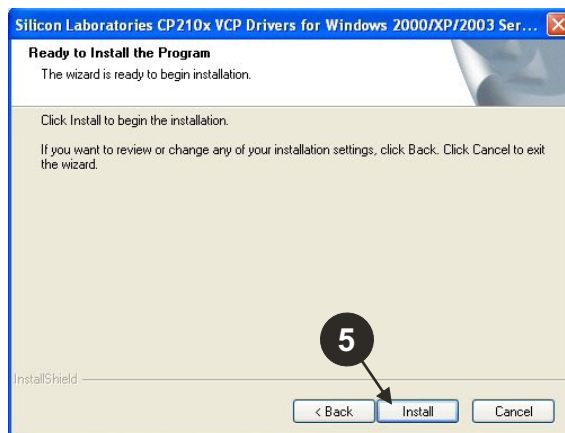 Silicon Laboratories CP210x VCP Drivers for Windows 2000/XP/2003 Ser...
Ready to Install the Program
The wizard is ready to begin installation.
Click Install to begin the installation.
If you want to review or change any of your installation settings, click Back. Click Cancel to exit
the wizard.
5
InstallShield
< Back
Install
Cancel